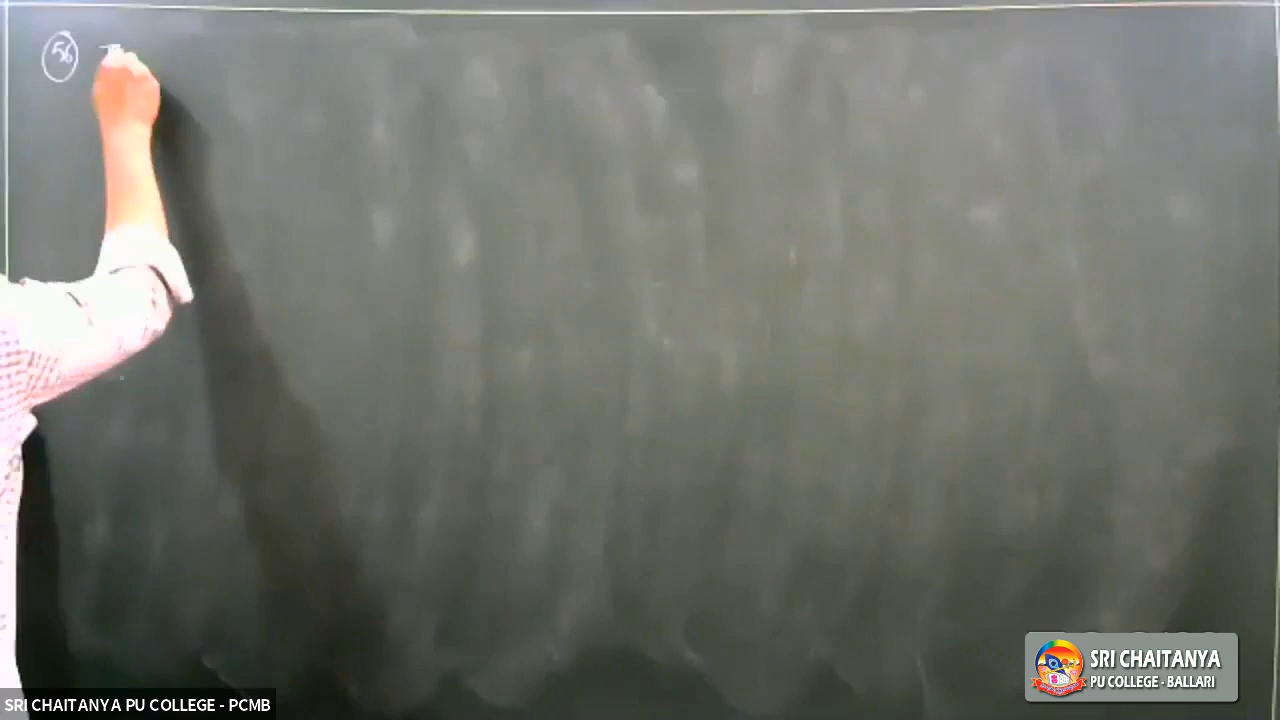 56
SRI CHAITANYA
PU COLLEGE - BALLARI
SRI CHAITANYA PU COLLEGE - PCMB